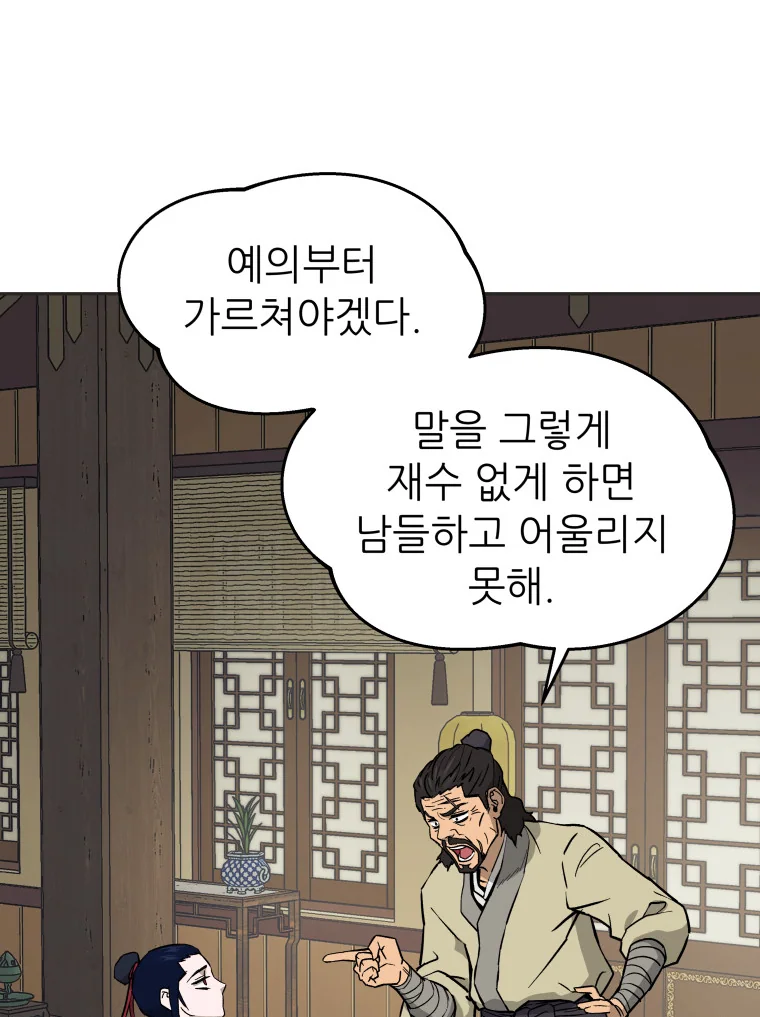 예의부터
가르쳐야겠다.
말을 그렇게
재수 없게 하면
남들하고 어울리지
못해.